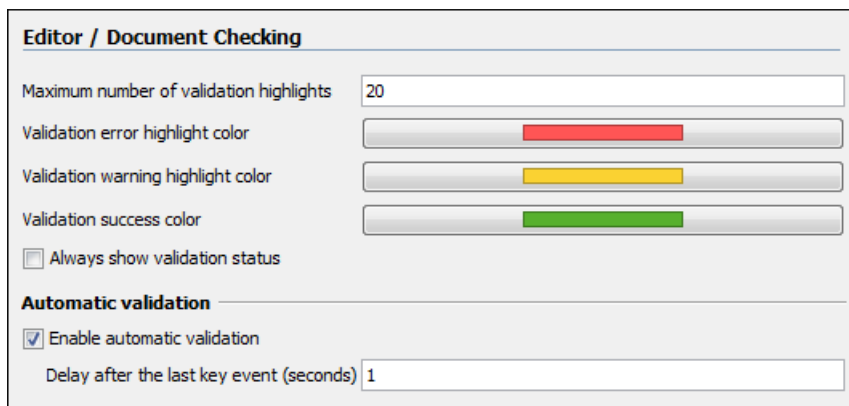 Editor / Document Checking
Maximum number of validation highlights 20
Validation error highlight color
Validation warning highlight color
Validation success color
Always show validation status
Automatic validation
Enable automatic validation
Delay after the last key event (seconds) 1